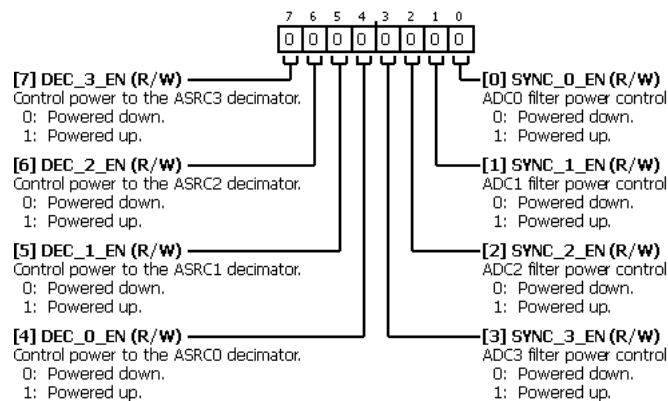 7 6 5 4 3 2 1 0
0 0 0 0 0 0 0 0
[7] DEC_3_EN (R/W)
Control power to the ASRC3 decimator.
0: Powered down.
1: Powered up.
[6] DEC_2_EN (R/W)
Control power to the ASRC2 decimator.
0: Powered down.
1: Powered up.
[5] DEC_1_EN (R/W)
Control power to the ASRC1 decimator.
0: Powered down.
1: Powered up.
[4] DEC_0_EN (R/W)
Control power to the ASRC0 decimator.
0: Powered down.
1: Powered up.
[0] SYNC_0_EN (R/W)
ADC0 filter power control
0: Powered down.
1: Powered up.
[1] SYNC_1_EN (R/W)
ADC1 filter power control
0: Powered down.
1: Powered up.
[2] SYNC_2_EN (R/W)
ADC2 filter power control
0: Powered down.
1: Powered up.
[3] SYNC_3_EN (R/W)
ADC3 filter power control
0: Powered down.
1: Powered up.